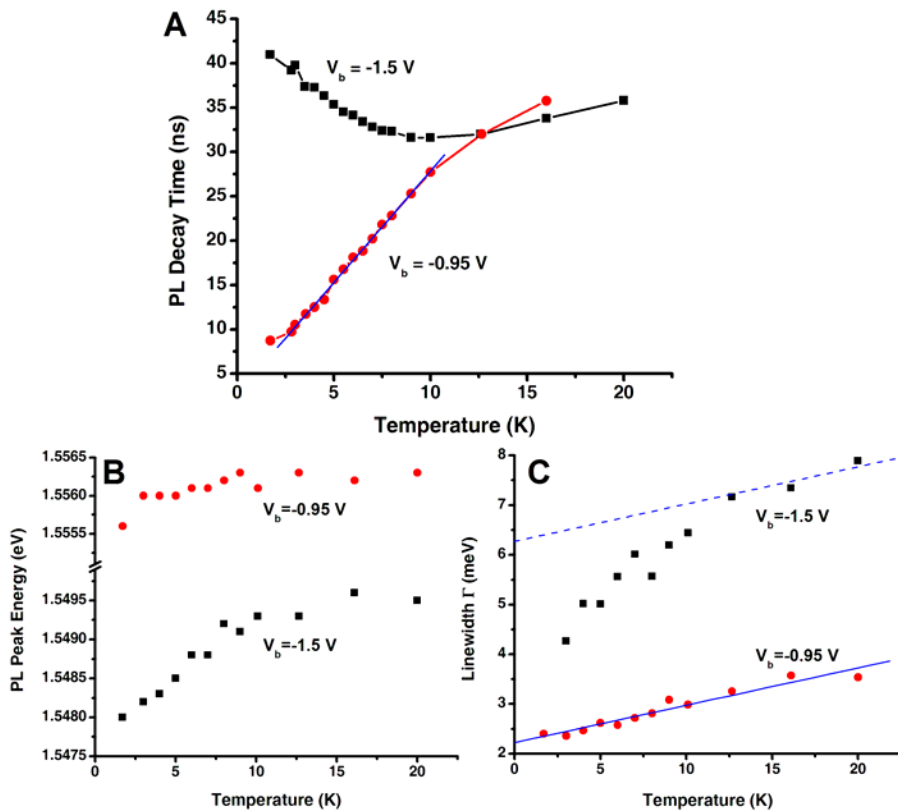 A
45
40
35
30
25
20
15
10
5
0 5 10 15 20
PL Decay Time (ns)
V_b = -1.5 V
V_b = -0.95 V
Temperature (K)
B
1.5565
1.5560
1.5555
1.5495
1.5490
1.5485
1.5480
1.5475
0 5 10 15 20
PL Peak Energy (eV)
V_b=-0.95 V
V_b=-1.5 V
Temperature (K)
C
8
7
6
5
4
3
2
0 5 10 15 20
Linewidth Γ (meV)
V_b=-1.5 V
V_b=-0.95 V
Temperature (K)